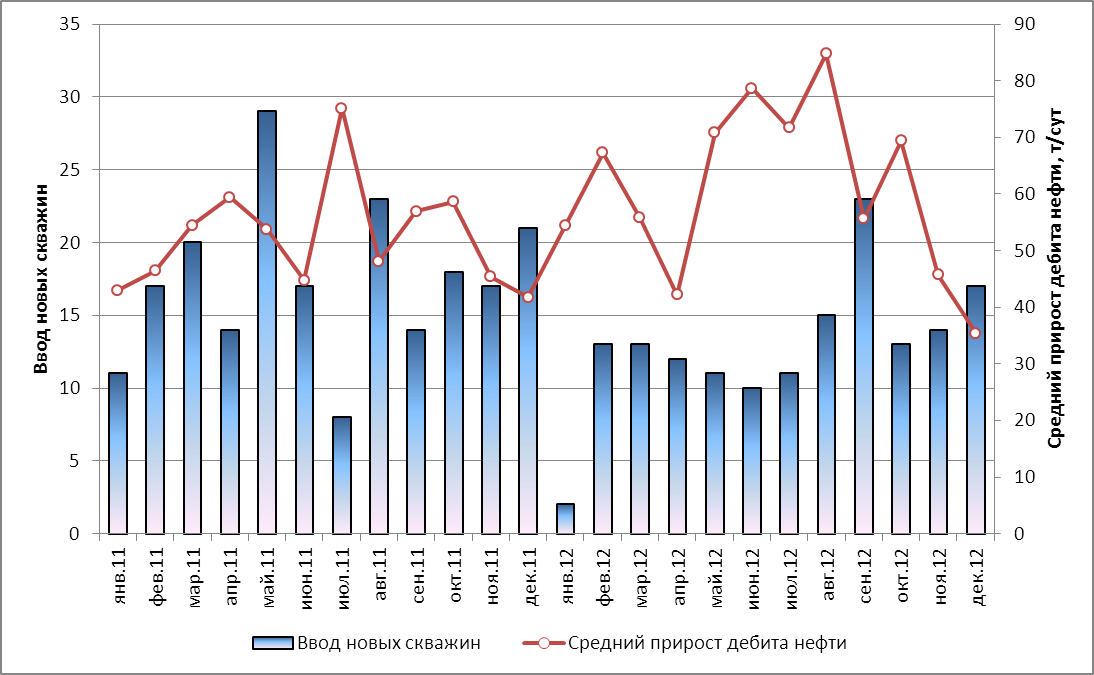 35
30
25
20
15
10
5
0
Ввод новых скважин
90
80
70
60
50
40
30
20
10
0
Средний прирост дебита нефти, т/сут
янв.11
фев.11
мар.11
апр.11
май.11
июн.11
июл.11
авг.11
сен.11
окт.11
ноя.11
дек.11
янв.12
фев.12
мар.12
апр.12
май.12
июн.12
июл.12
авг.12
сен.12
окт.12
ноя.12
дек.12
Ввод новых скважин
Средний прирост дебита нефти